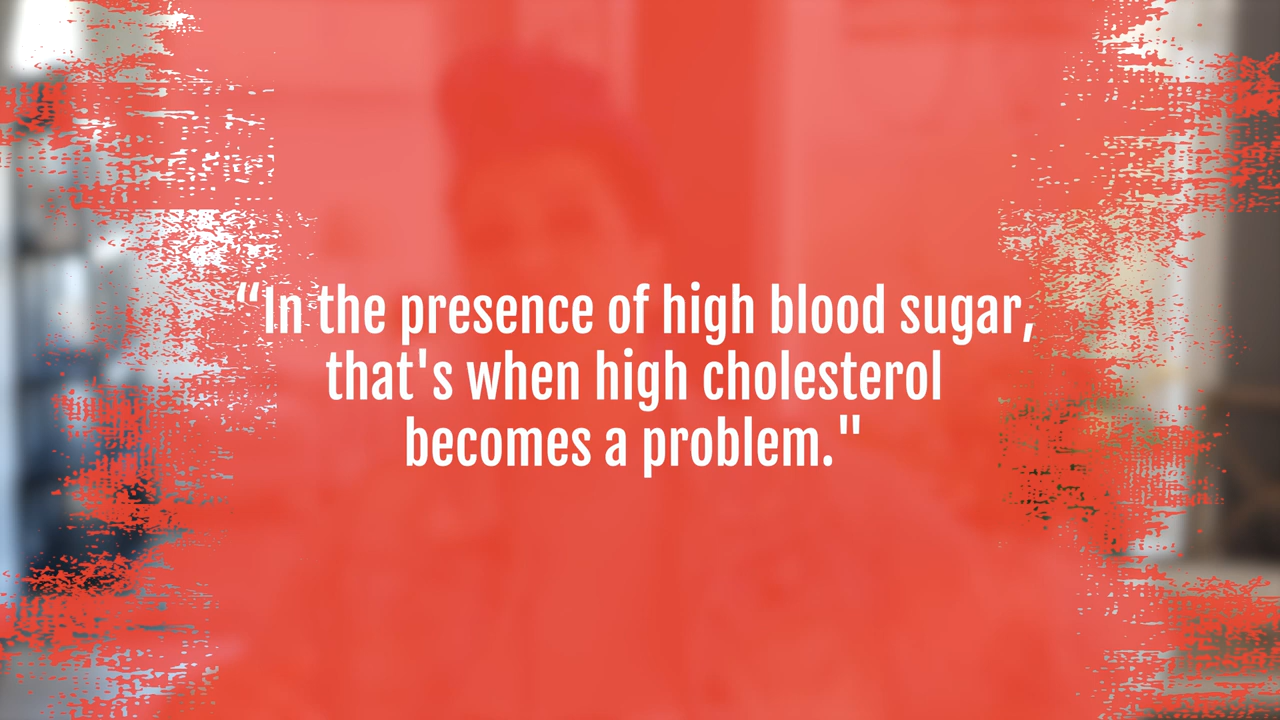 “In the presence of high blood sugar,
that's when high cholesterol
becomes a problem."